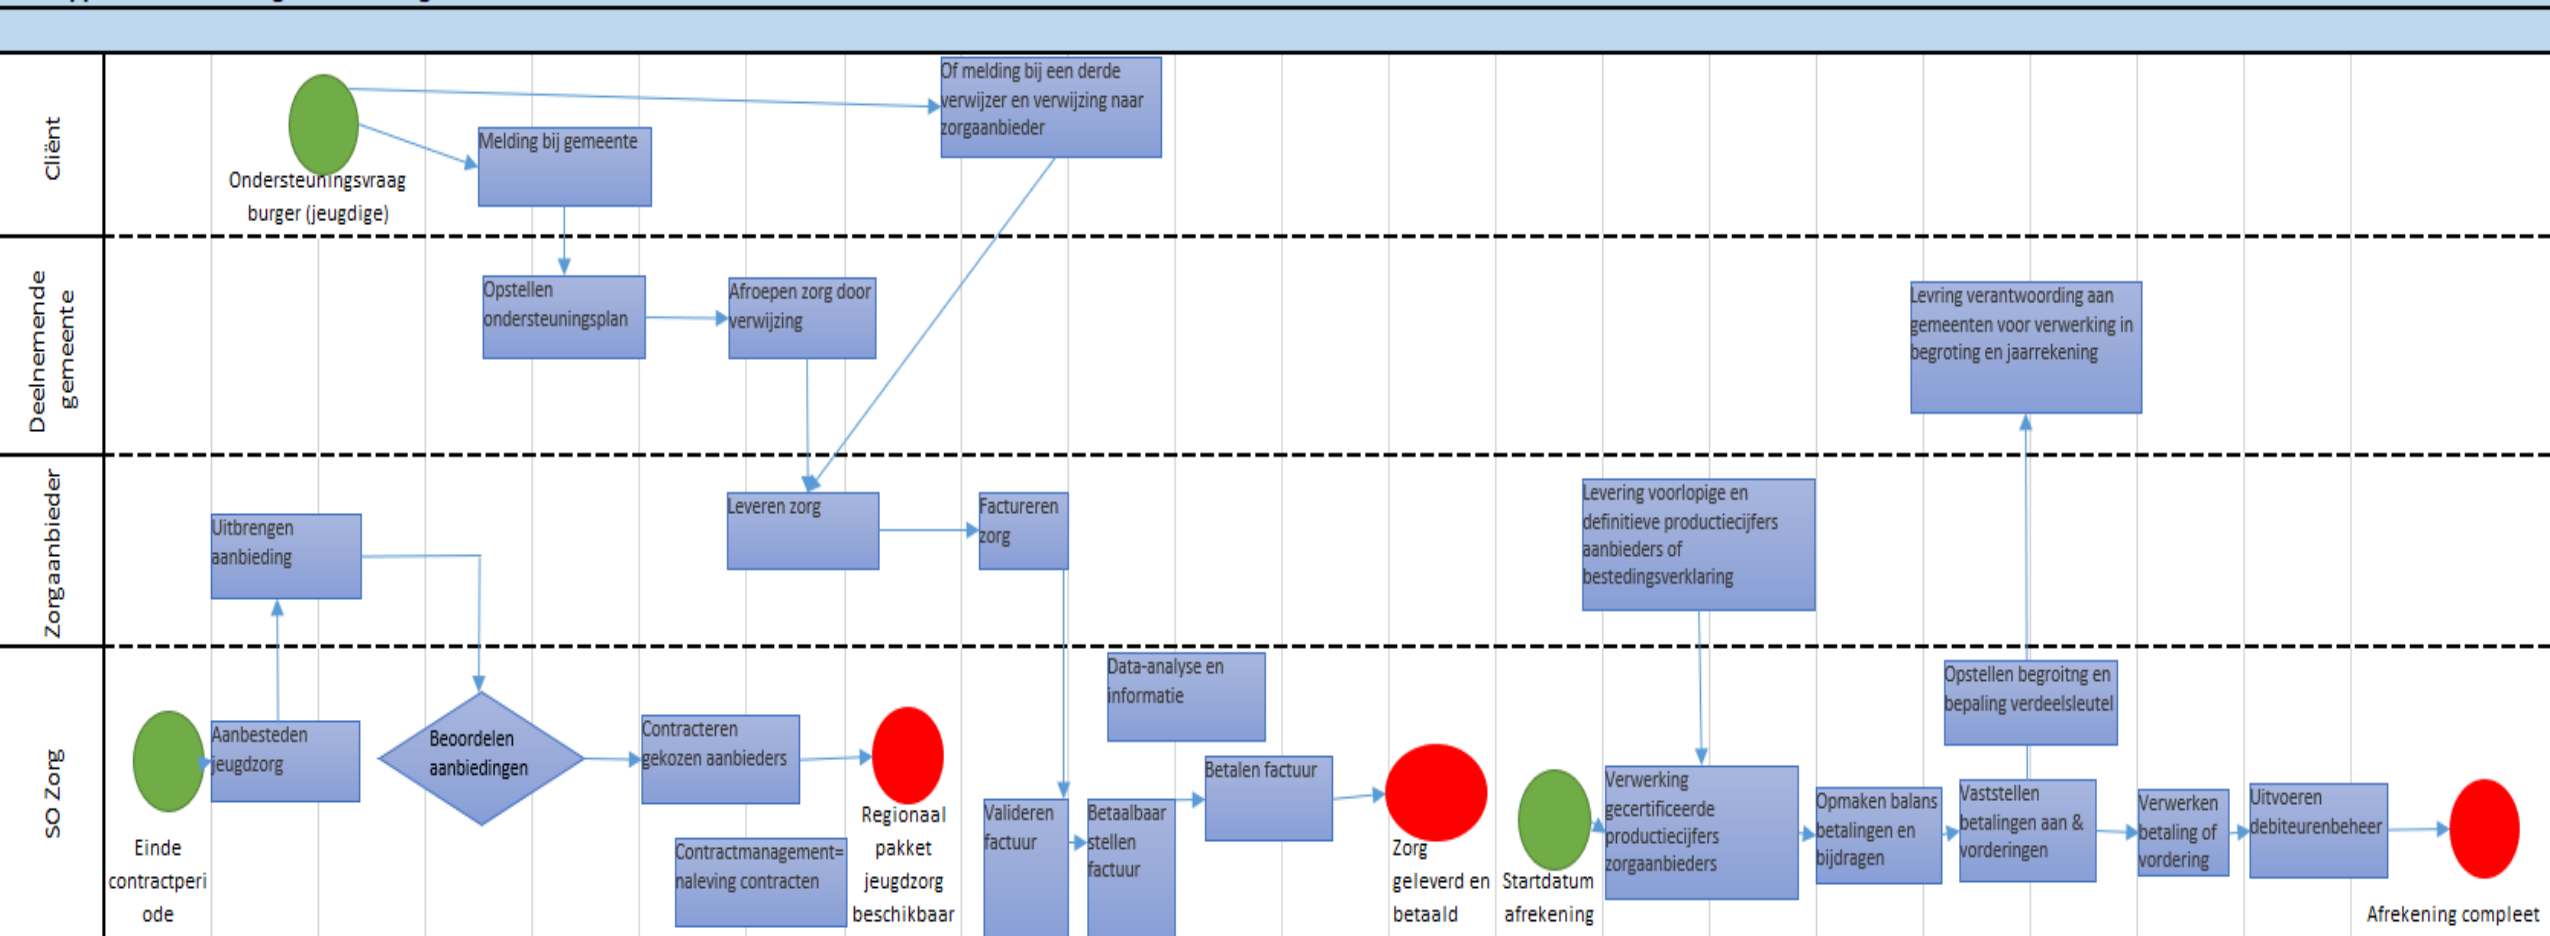 Cliënt
Of melding bij een derde
verwijzer en verwijzing naar
zorgaanbieder
Melding bij gemeente
Ondersteuningsvraag
burger (jeugdige)
Deelnemende
gemeente
Opstellen
ondersteuningsplan
Afroepen zorg door
verwijzing
Levring verantwoording aan
gemeenten voor verwerking in
begroting en jaarrekening
Zorgaanbieder
Uitbrengen
aanbieding
Leveren zorg
Factureren
zorg
Levering voorlopige en
definitieve productiecijfers
aanbieders of
bestedingsverklaring
SO Zorg
Einde
contractperi
ode
Aanbesteden
jeugdzorg
Beoordelen
aanbiedingen
Contracteren
gekozen aanbieders
Contractmanagement=
naleving contracten
Regionaal
pakket
jeugdzorg
beschikbaar
Data-analyse en
informatie
Valideren
factuur
Betaalbaar
stellen
factuur
Betalen factuur
Zorg
geleverd en
betaald
Startdatum
afrekening
Verwerking
gecertificeerde
productiecijfers
zorgaanbieders
Opmaken balans
betalingen en
bijdragen
Opstellen begroitng en
bepaling verdeelsleutel
Vaststellen
betalingen aan &
vorderingen
Verwerken
betaling of
vordering
Uitvoeren
debiteurenbeheer
Afrekening compleet